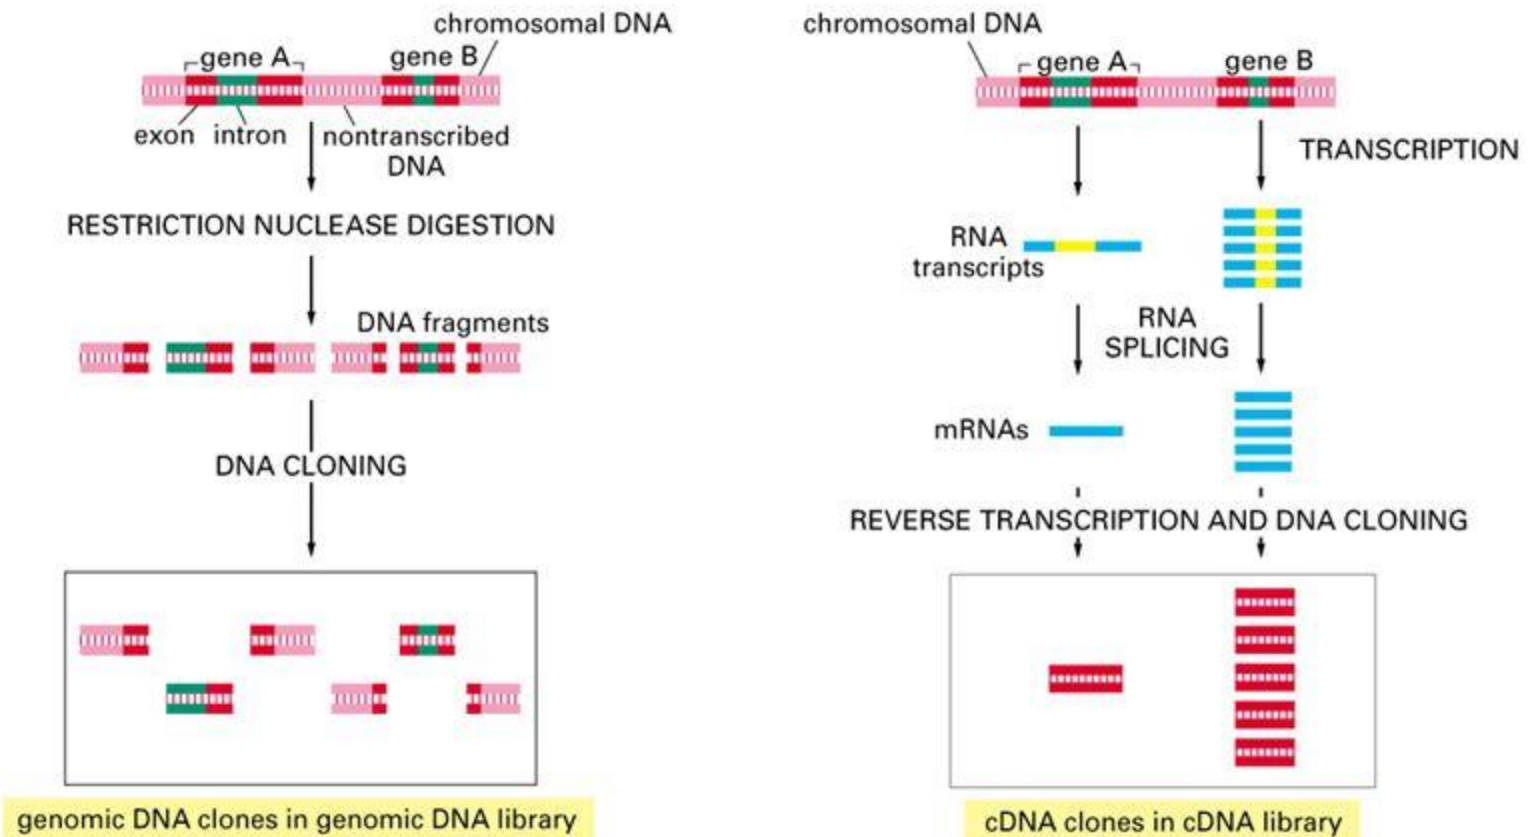 chromosomal DNA
gene A
gene B
exon
intron
nontranscribed
DNA
RESTRICTION NUCLEASE DIGESTION
DNA fragments
DNA CLONING
genomic DNA clones in genomic DNA library
chromosomal DNA
gene A
gene B
TRANSCRIPTION
RNA
transcripts
RNA
SPLICING
mRNAs
REVERSE TRANSCRIPTION AND DNA CLONING
cDNA clones in cDNA library